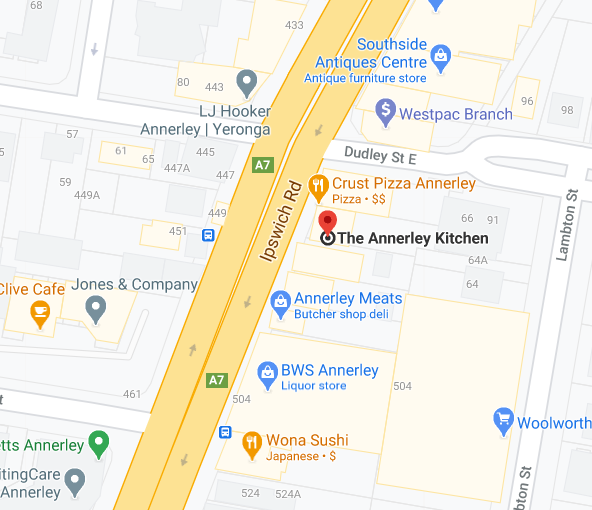 433
Southside
Antiques Centre
Antique furniture store
80
443
LJ Hooker
Annerley | Yeronga
Westpac Branch
96
98
57
61
65
445
447A
447
Dudley St E
A7
59
449A
449
Crust Pizza Annerley
Pizza • $$
Ipswich Rd
451
66
91
The Annerley Kitchen
Lambton St
64A
64
Clive Cafe
Jones & Company
Annerley Meats
Butcher shop deli
A7
BWS Annerley
Liquor store
504
504
461
t
Woolworth
etts Annerley
Wona Sushi
Japanese • $
itingCare
Annerley
524
524A
bton St